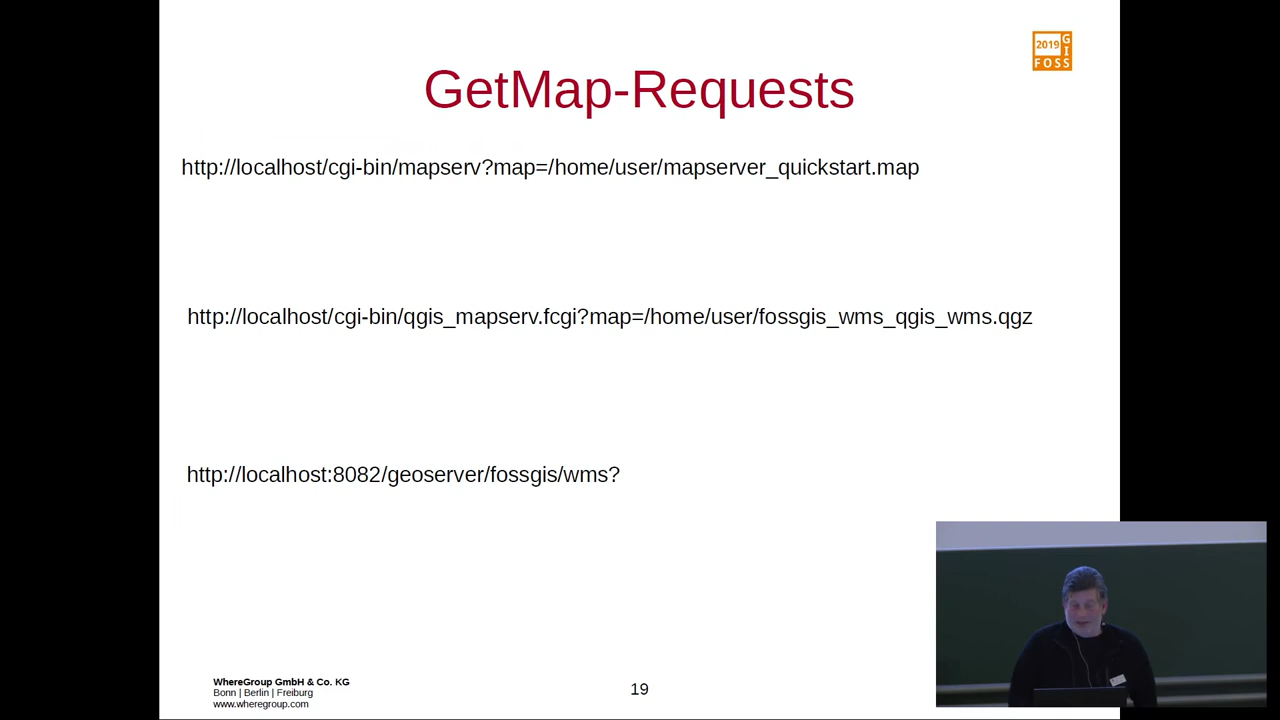 2019
G
I
FOSS
GetMap-Requests
http://localhost/cgi-bin/mapserv?map=/home/user/mapserver_quickstart.map
http://localhost/cgi-bin/qgis_mapserv.fcgi?map=/home/user/fossgis_wms_qgis_wms.qgz
http://localhost:8082/geoserver/fossgis/wms?
WhereGroup GmbH & Co. KG
Bonn | Berlin | Freiburg
www.wheregroup.com
19